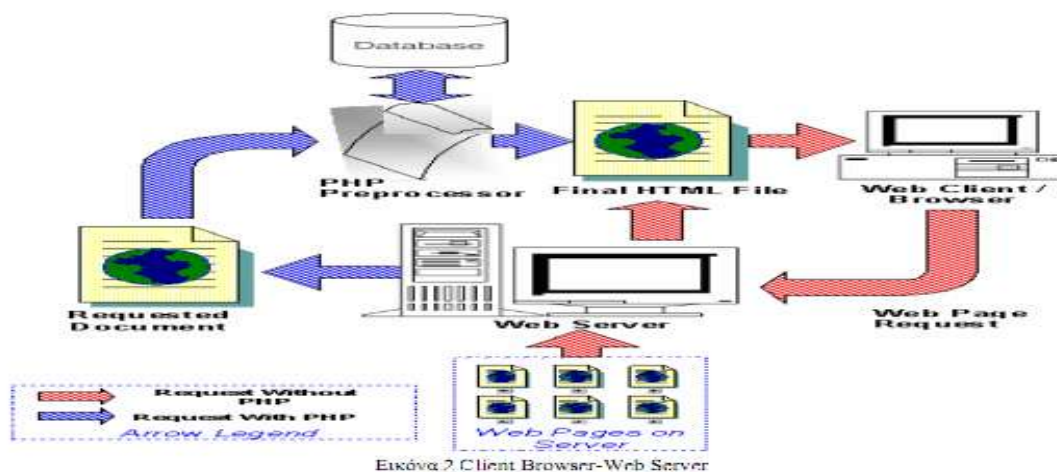 Database
PHP
Preprocessor
Final HTML File
Web Client /
Browser
Requested
Document
Web Server
Web Page
Request
Request Without
PHP
Request With PHP
Arrow Legend
Web Pages on
Server
Εικόνα 2 Client Browser-Web Server